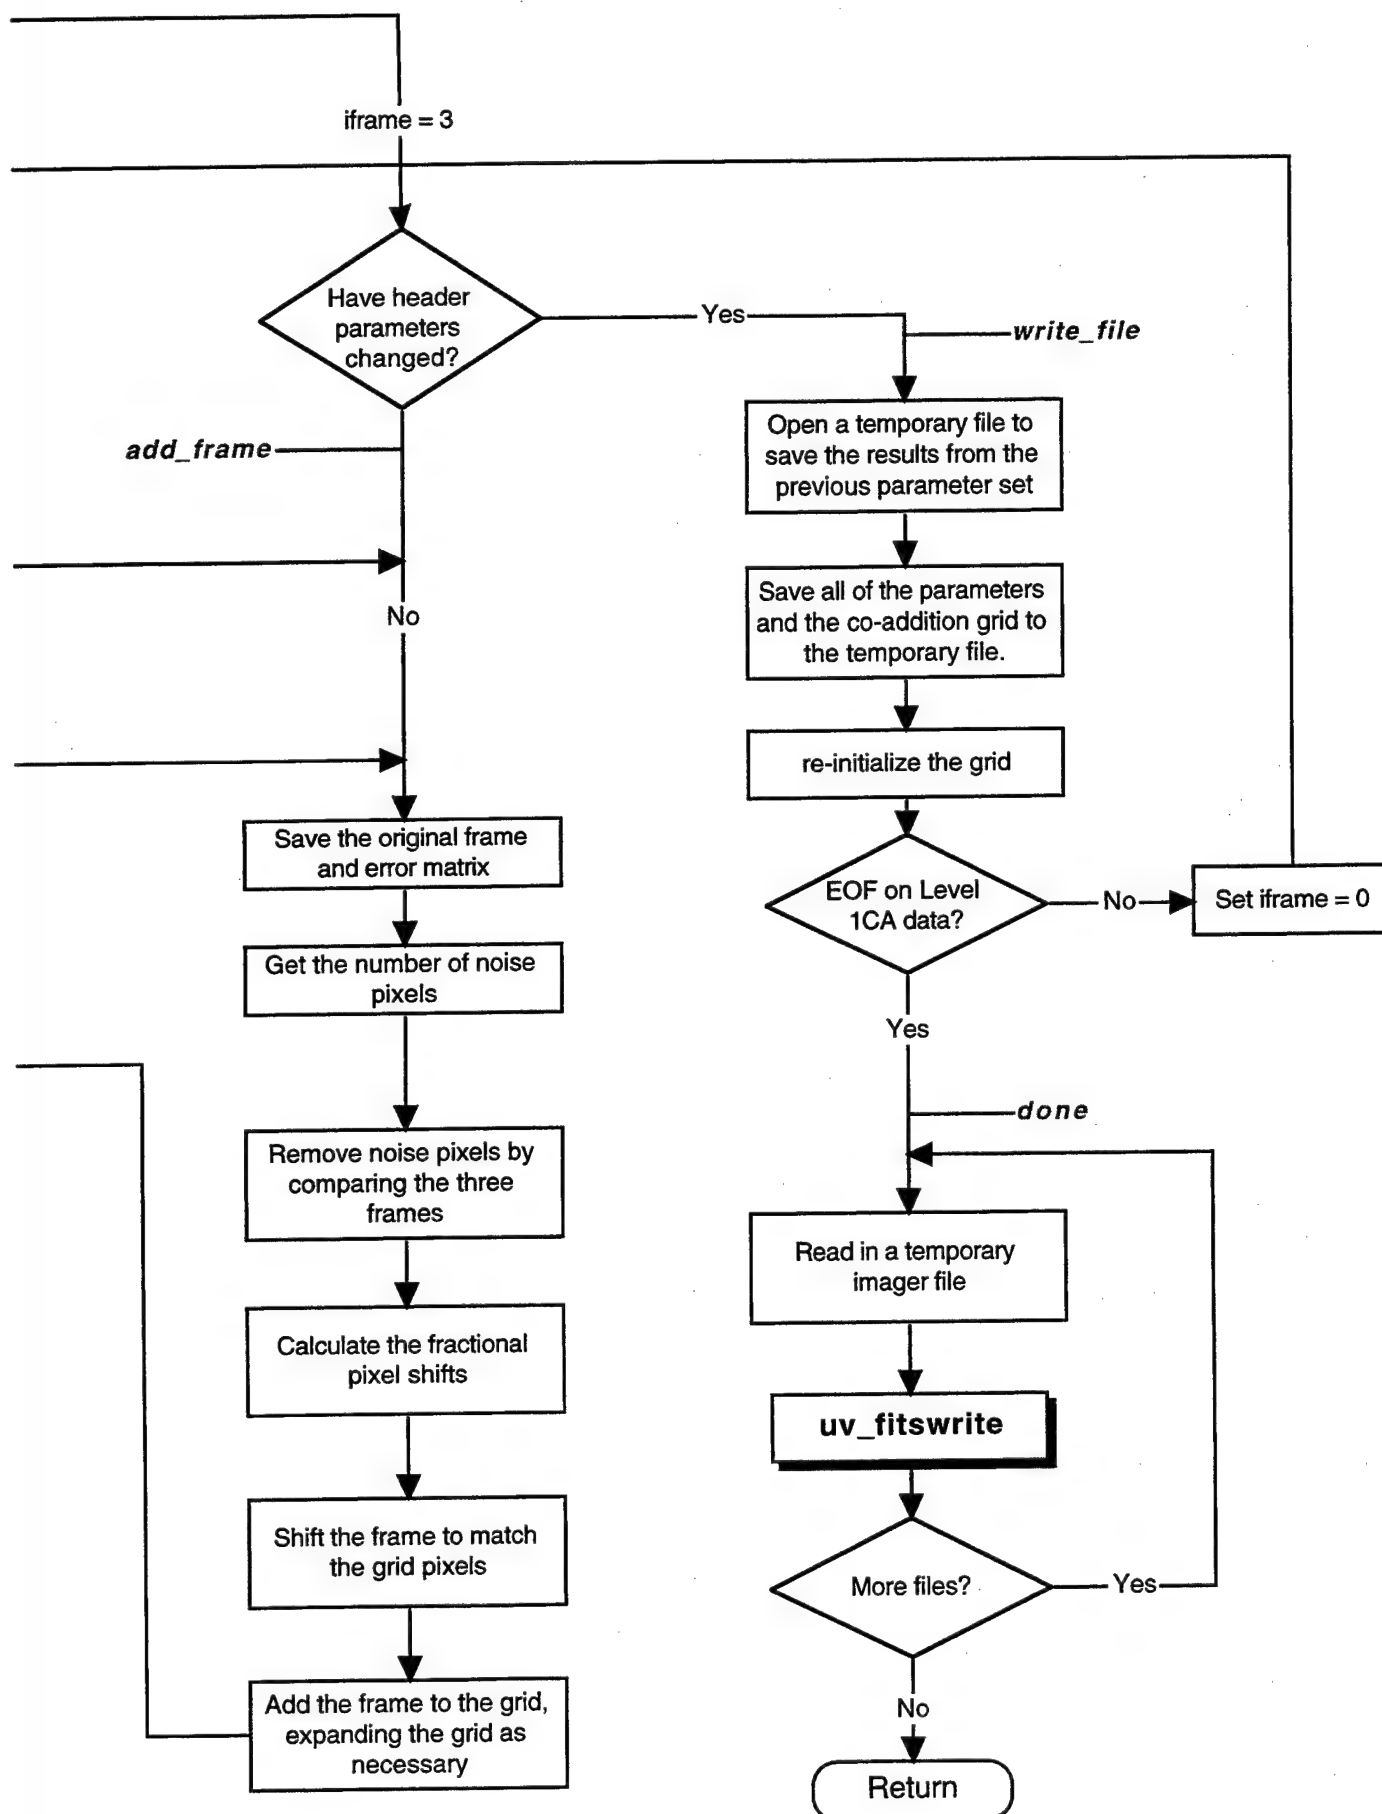 iframe = 3
Have header
parameters
changed?
Yes
write_file
add_frame
No
Open a temporary file to
save the results from the
previous parameter set
Save all of the parameters
and the co-addition grid to
the temporary file.
re-initialize the grid
EOF on Level
1CA data?
No
Set iframe = 0
Yes
done
Save the original frame
and error matrix
Get the number of noise
pixels
Remove noise pixels by
comparing the three
frames
Calculate the fractional
pixel shifts
Shift the frame to match
the grid pixels
Add the frame to the grid,
expanding the grid as
necessary
Read in a temporary
imager file
uv_fitswrite
More files?
Yes
No
Return